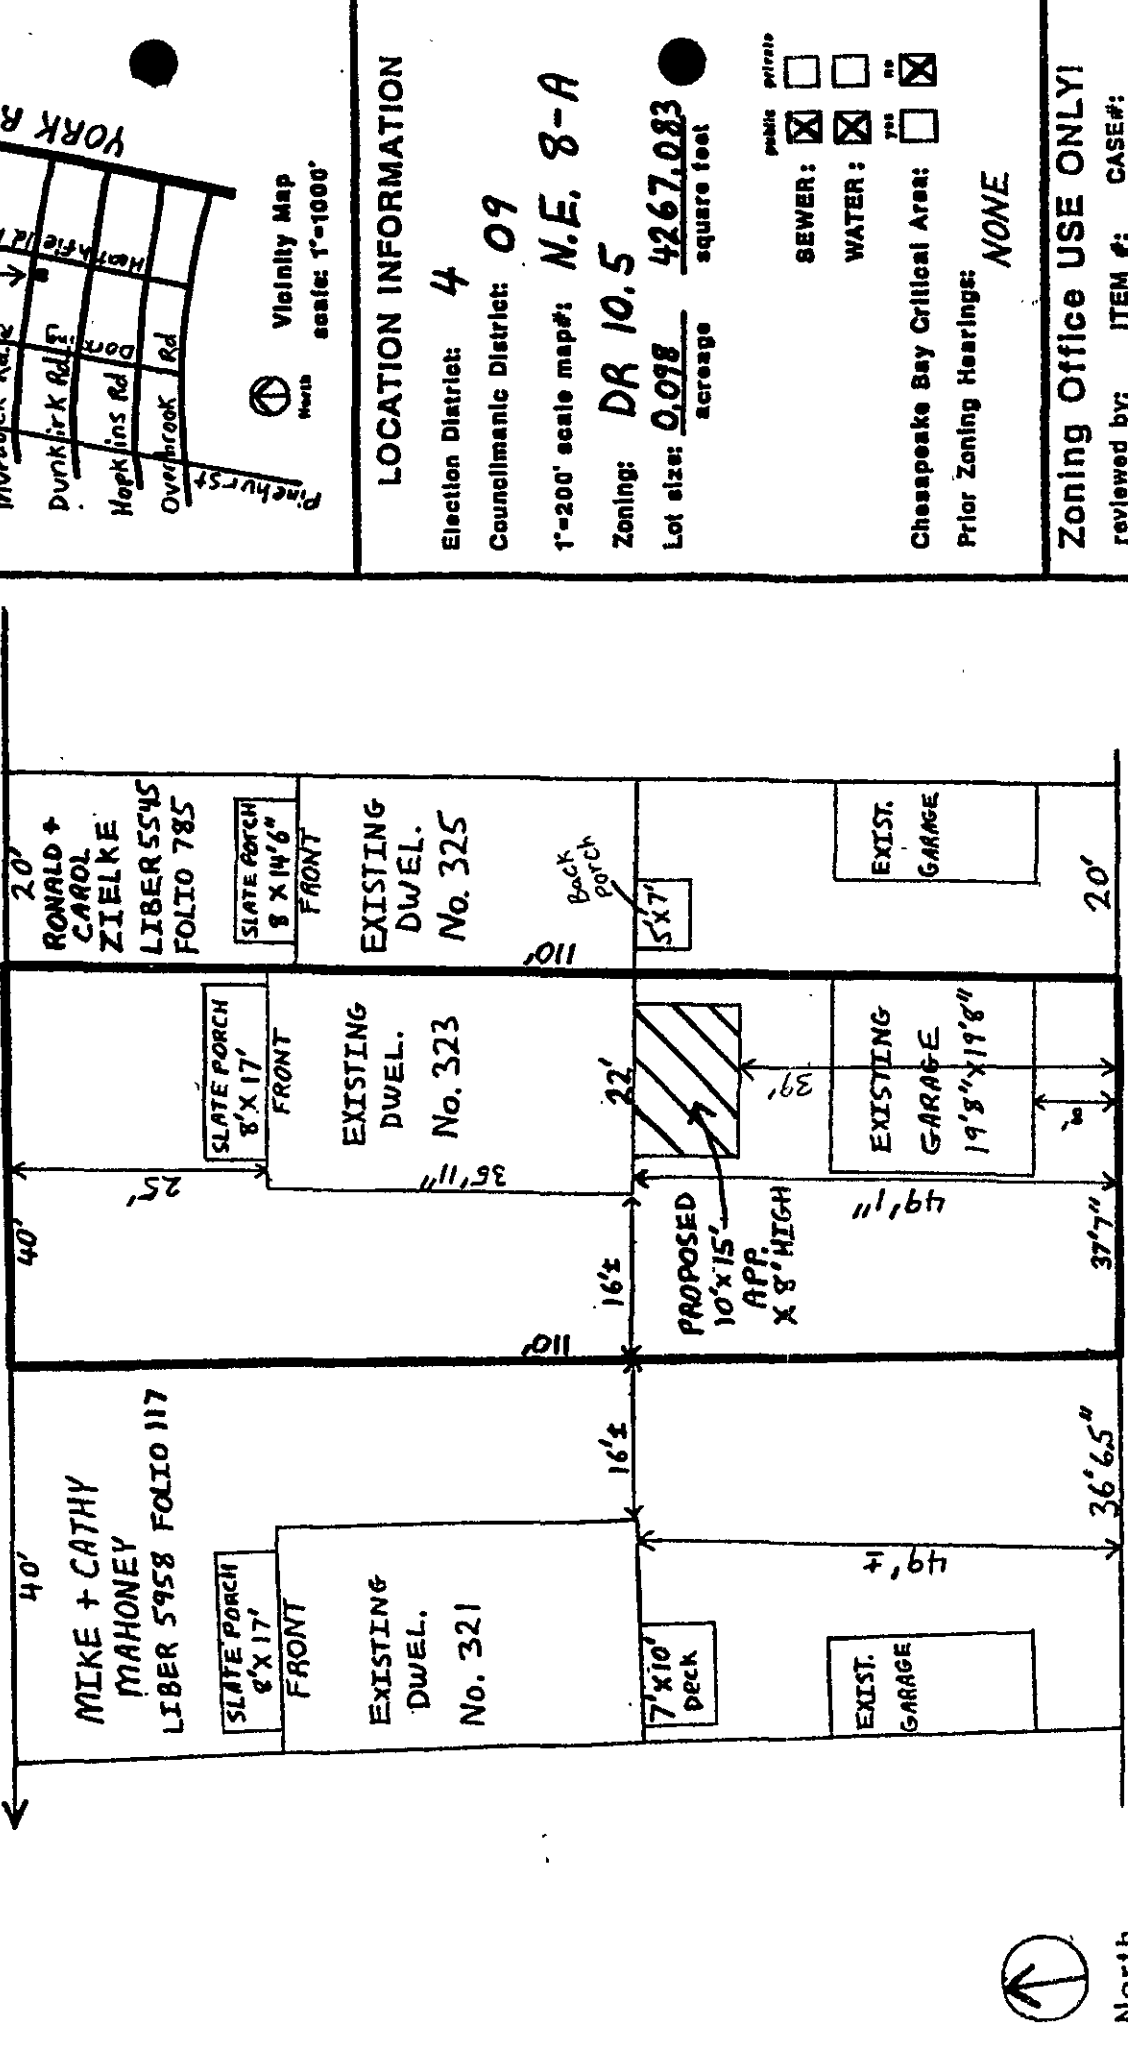 YORK R
Heathfield
Dunkirk Rd
Hopkins Rd
Overbrook Rd
Pinehurst
North
Vicinity Map
scale: 1"=1000'
LOCATION INFORMATION
Election District: 4
Councilmanic District: 09
1"=200' scale map#: N.E. 8-A
Zoning: DR 10.5
Lot size: 0.098 4267.083
acreage square feet
public private
SEWER:
WATER:
yes no
Chesapeake Bay Critical Area:
Prior Zoning Hearings:
NONE
Zoning Office USE ONLY!
reviewed by: ITEM #: CASE#:
40'
MIKE + CATHY
MAHONEY
LIBER 5958 FOLIO 117
SLATE PORCH
8' X 17'
FRONT
EXISTING
DWEL.
No. 321
7' X 10'
Deck
EXIST.
GARAGE
49' ±
36' 6.5"
16'±
110'
40'
25'
SLATE PORCH
8' X 17'
FRONT
EXISTING
DWEL.
No. 323
36' 11"
22'
16'±
PROPOSED
10' X 15'
APP.
X 8' HIGH
39'
49' 1"
EXISTING
GARAGE
19'8" X 19'8"
8'
37' 7"
110'
20'
RONALD +
CAROL
ZIELKE
LIBER 5545
FOLIO 785
SLATE PORCH
8 X 14'6"
FRONT
EXISTING
DWEL.
No. 325
Back
Porch
5' X 7'
EXIST.
GARAGE
20'
North